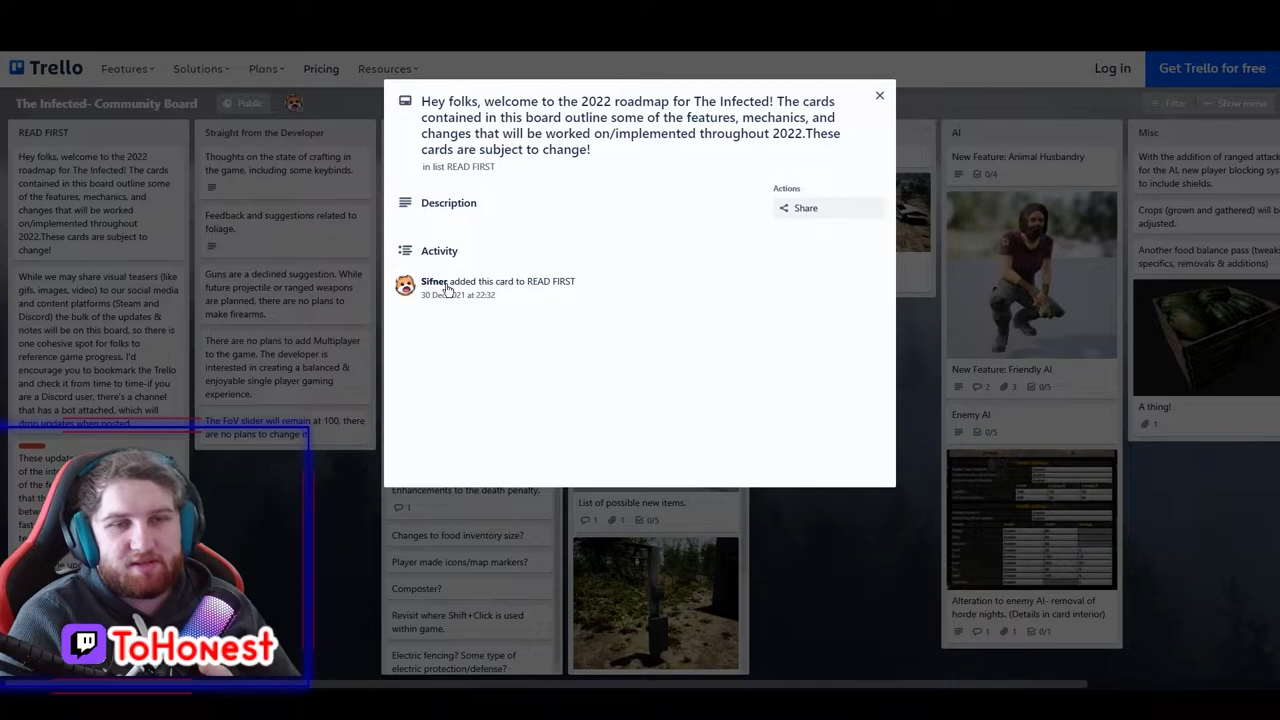 Trello
Features
Solutions
Plans
Pricing
Resources
Log in
Get Trello for free
The Infected- Community Board
Public
Filter
Show menu
READ FIRST
Hey folks, welcome to the 2022
roadmap for The Infected! The cards
contained in this board outline some
of the features, mechanics, and
changes that will be worked
on/implemented throughout
2022.These cards are subject to
change!
While we may share visual teasers (like
gifs, images, video) to our social media
and content platforms (Steam and
Discord) the bulk of the updates &
notes will be on this board, so there is
one cohesive spot for folks to
reference game progress. I'd
encourage you to bookmark the Trello
and check it from time to time-if you
are a Discord user, there's a channel
that has a bot attached, which will
drop updates when posted.
These
of the
that
Straight from the Developer
Thoughts on the state of crafting in
the game, including some keybinds.
Feedback and suggestions related to
foliage.
Guns are a declined suggestion. While
future projectile or ranged weapons
are planned, there are no plans to
make firearms.
There are no plans to add Multiplayer
to the game. The developer is
interested in creating a balanced &
enjoyable single player gaming
experience.
The FoV slider will remain at 100, there
are no plans to change it.
Hey folks, welcome to the 2022 roadmap for The Infected! The cards
contained in this board outline some of the features, mechanics, and
changes that will be worked on/implemented throughout 2022.These
cards are subject to change!
in list READ FIRST
Description
Actions
Share
Activity
Sifner added this card to READ FIRST
30 Dec 2021 at 22:32
Enhancements to the death penalty.
1
Changes to food inventory size?
Player made icons/map markers?
Composter?
Revisit where Shift+Click is used
within game.
Electric fencing? Some type of
electric protection/defense?
List of possible new items.
1 1 0/5
AI
New Feature: Animal Husbandry
0/4
New Feature: Friendly AI
2 3 0/5
Enemy AI
0/5
Alteration to enemy AI- removal of
horde nights. (Details in card interior)
1 1 0/1
Misc
With the addition of ranged attack
for the AI, new player blocking sy
to include shields.
Crops (grown and gathered) will b
adjusted.
Another food balance pass (tweaks
specifics, removals & additions)
A thing!
1
ToHonest